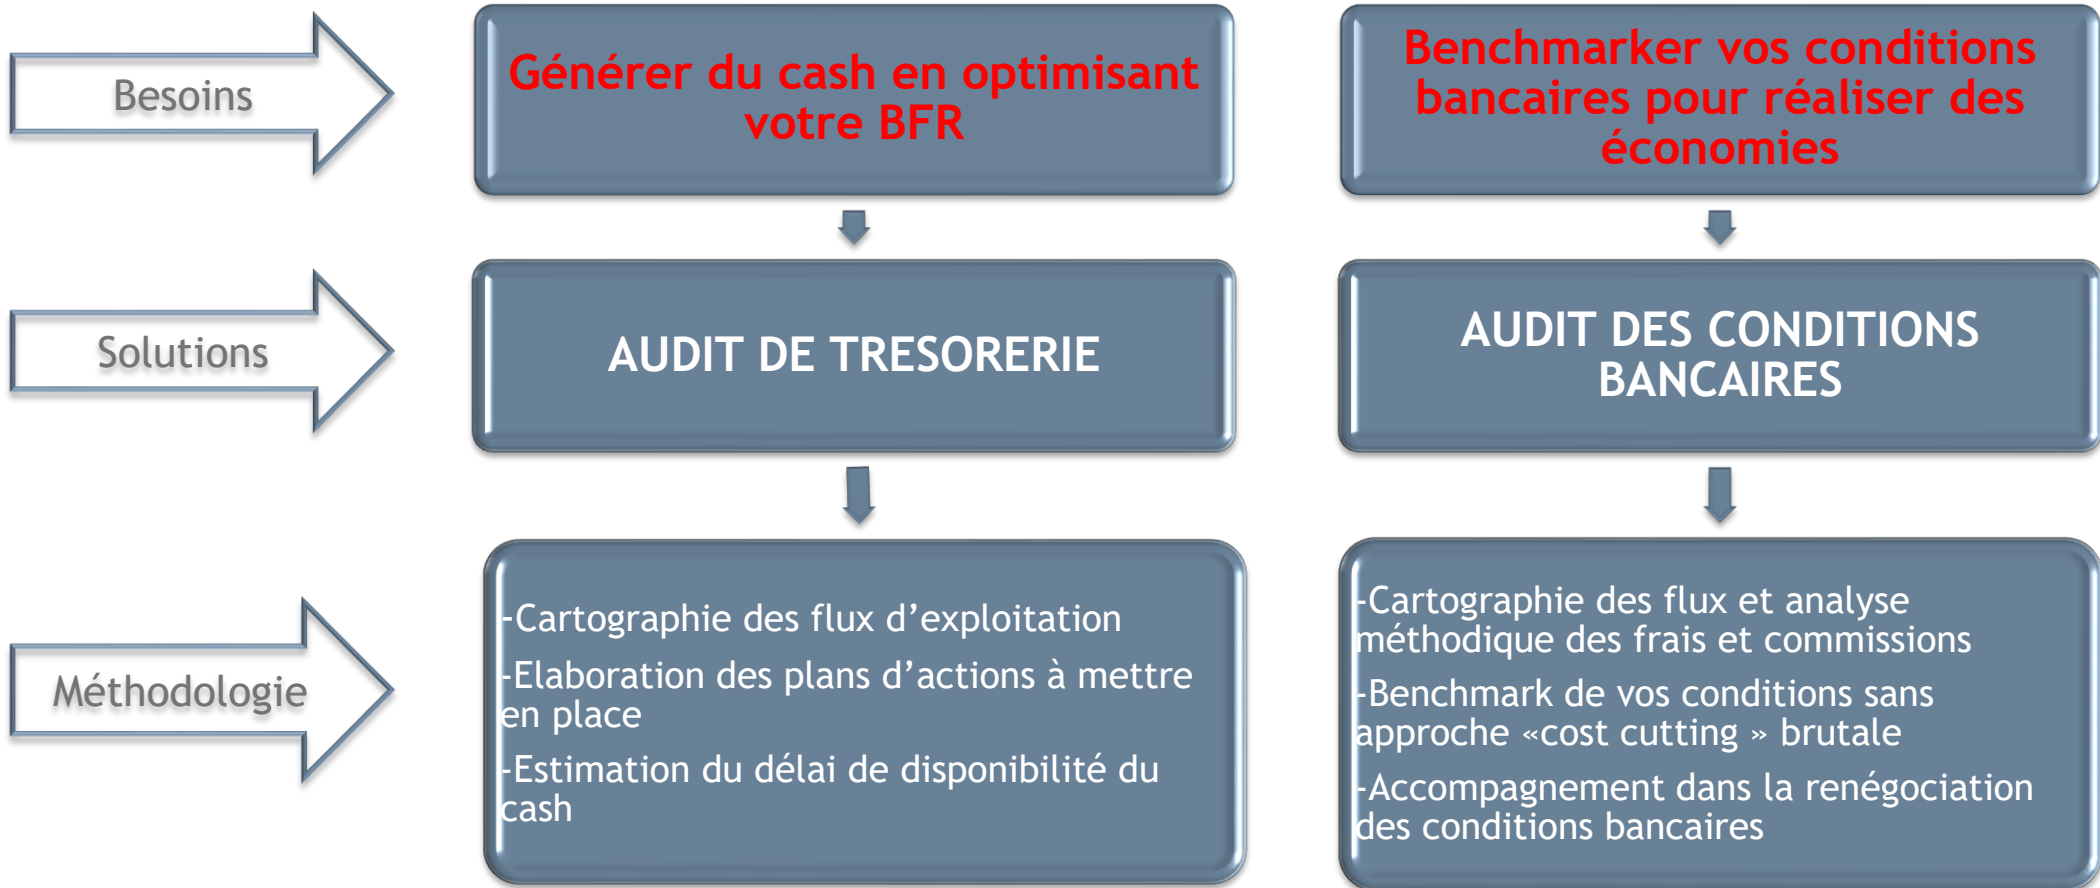 Besoins
Générer du cash en optimisant
votre BFR
Benchmarker vos conditions
bancaires pour réaliser des
économies
Solutions
AUDIT DE TRESORERIE
AUDIT DES CONDITIONS
BANCAIRES
Méthodologie
-Cartographie des flux d’exploitation
-Elaboration des plans d’actions à mettre
en place
-Estimation du délai de disponibilité du
cash
-Cartographie des flux et analyse
méthodique des frais et commissions
-Benchmark de vos conditions sans
approche «cost cutting » brutale
-Accompagnement dans la renégociation
des conditions bancaires